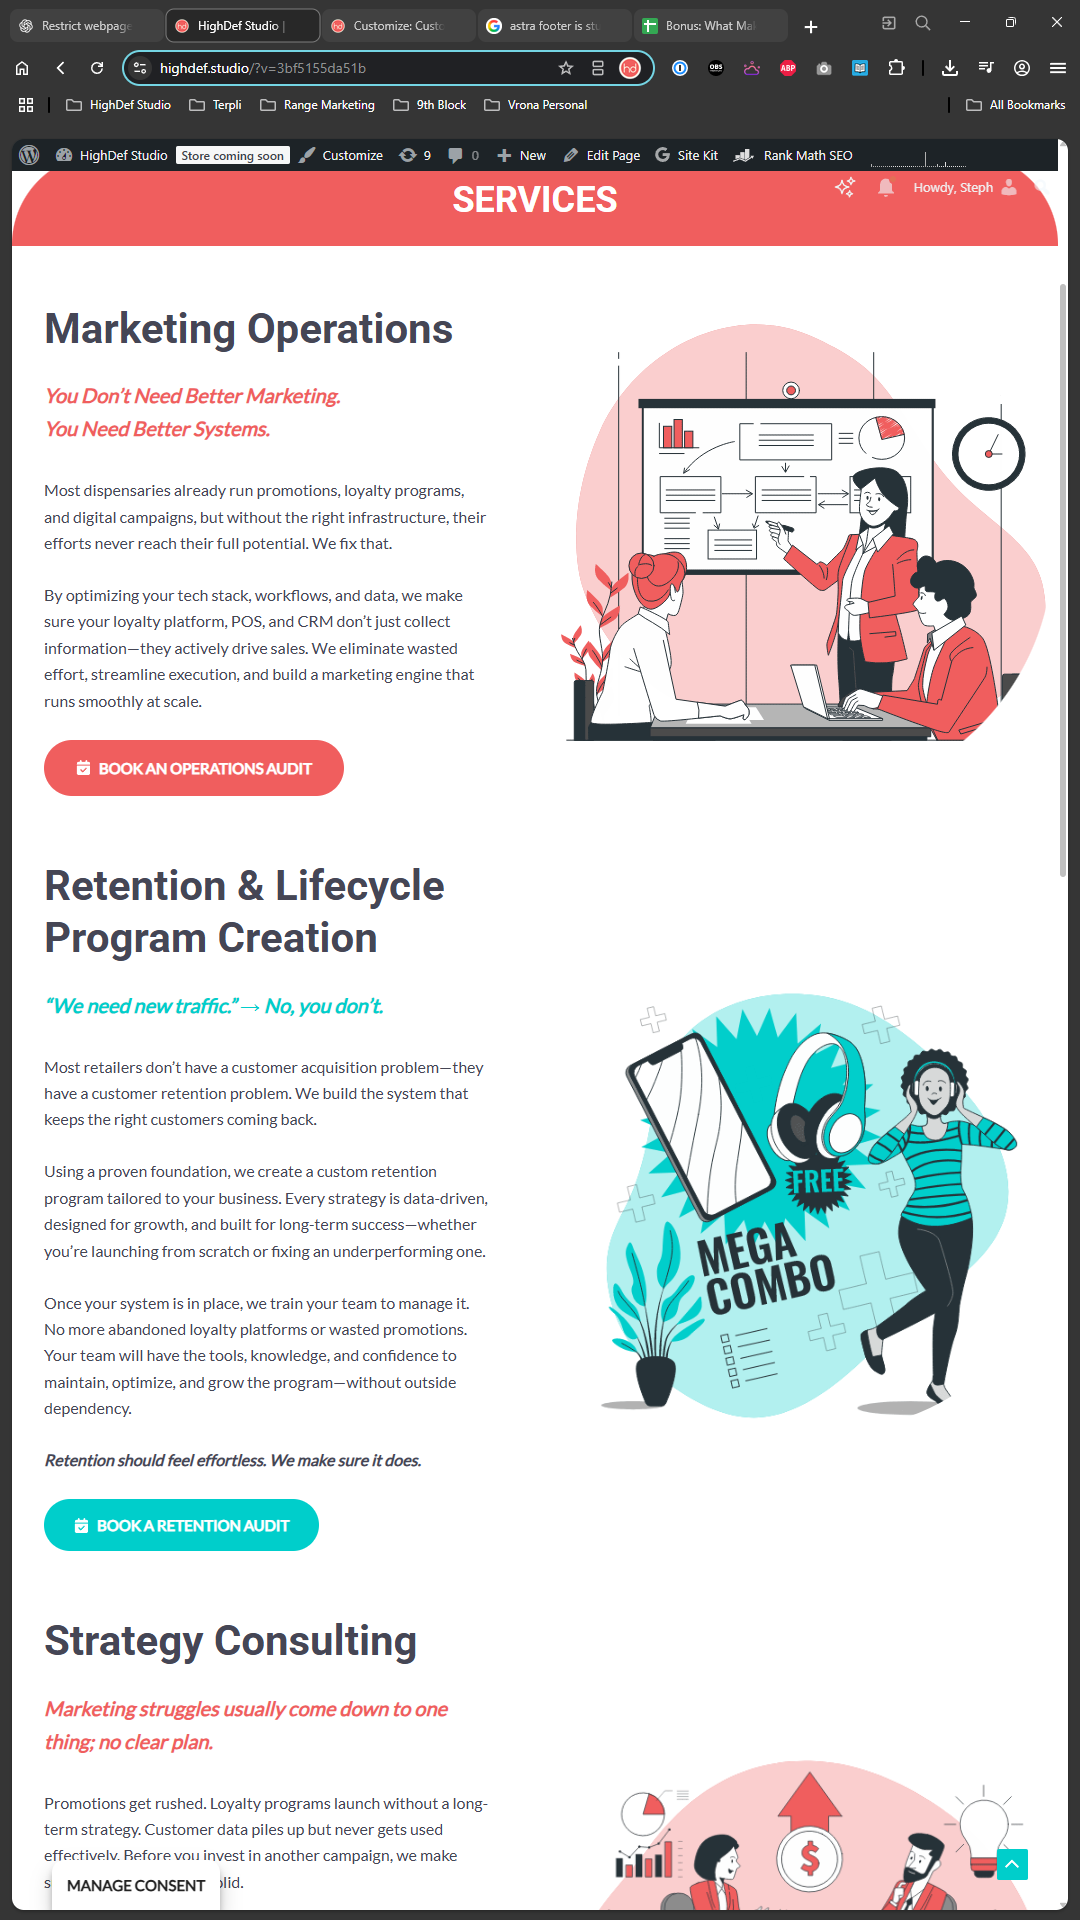 Restrict webpage
HighDef Studio |
Customize: Cust
astra footer is stu
Bonus: What Ma
highdef.studio/?v=3bf5155da51b
hd
OBS
ABP
HighDef Studio
Terpli
Range Marketing
9th Block
Vrona Personal
All Bookmarks
HighDef Studio
Store coming soon
Customize
9
0
New
Edit Page
Site Kit
Rank Math SEO
Howdy, Steph
SERVICES
Marketing Operations
You Don’t Need Better Marketing.
You Need Better Systems.
Most dispensaries already run promotions, loyalty programs,
and digital campaigns, but without the right infrastructure, their
efforts never reach their full potential. We fix that.
By optimizing your tech stack, workflows, and data, we make
sure your loyalty platform, POS, and CRM don’t just collect
information—they actively drive sales. We eliminate wasted
effort, streamline execution, and build a marketing engine that
runs smoothly at scale.
BOOK AN OPERATIONS AUDIT
Retention & Lifecycle
Program Creation
“We need new traffic.” → No, you don’t.
Most retailers don’t have a customer acquisition problem—they
have a customer retention problem. We build the system that
keeps the right customers coming back.
Using a proven foundation, we create a custom retention
program tailored to your business. Every strategy is data-driven,
designed for growth, and built for long-term success—whether
you’re launching from scratch or fixing an underperforming one.
Once your system is in place, we train your team to manage it.
No more abandoned loyalty platforms or wasted promotions.
Your team will have the tools, knowledge, and confidence to
maintain, optimize, and grow the program—without outside
dependency.
Retention should feel effortless. We make sure it does.
BOOK A RETENTION AUDIT
FREE
MEGA
COMBO
Strategy Consulting
Marketing struggles usually come down to one
thing; no clear plan.
Promotions get rushed. Loyalty programs launch without a long-
term strategy. Customer data piles up but never gets used
effectively. Before you invest in another campaign, we make
$
MANAGE CONSENT